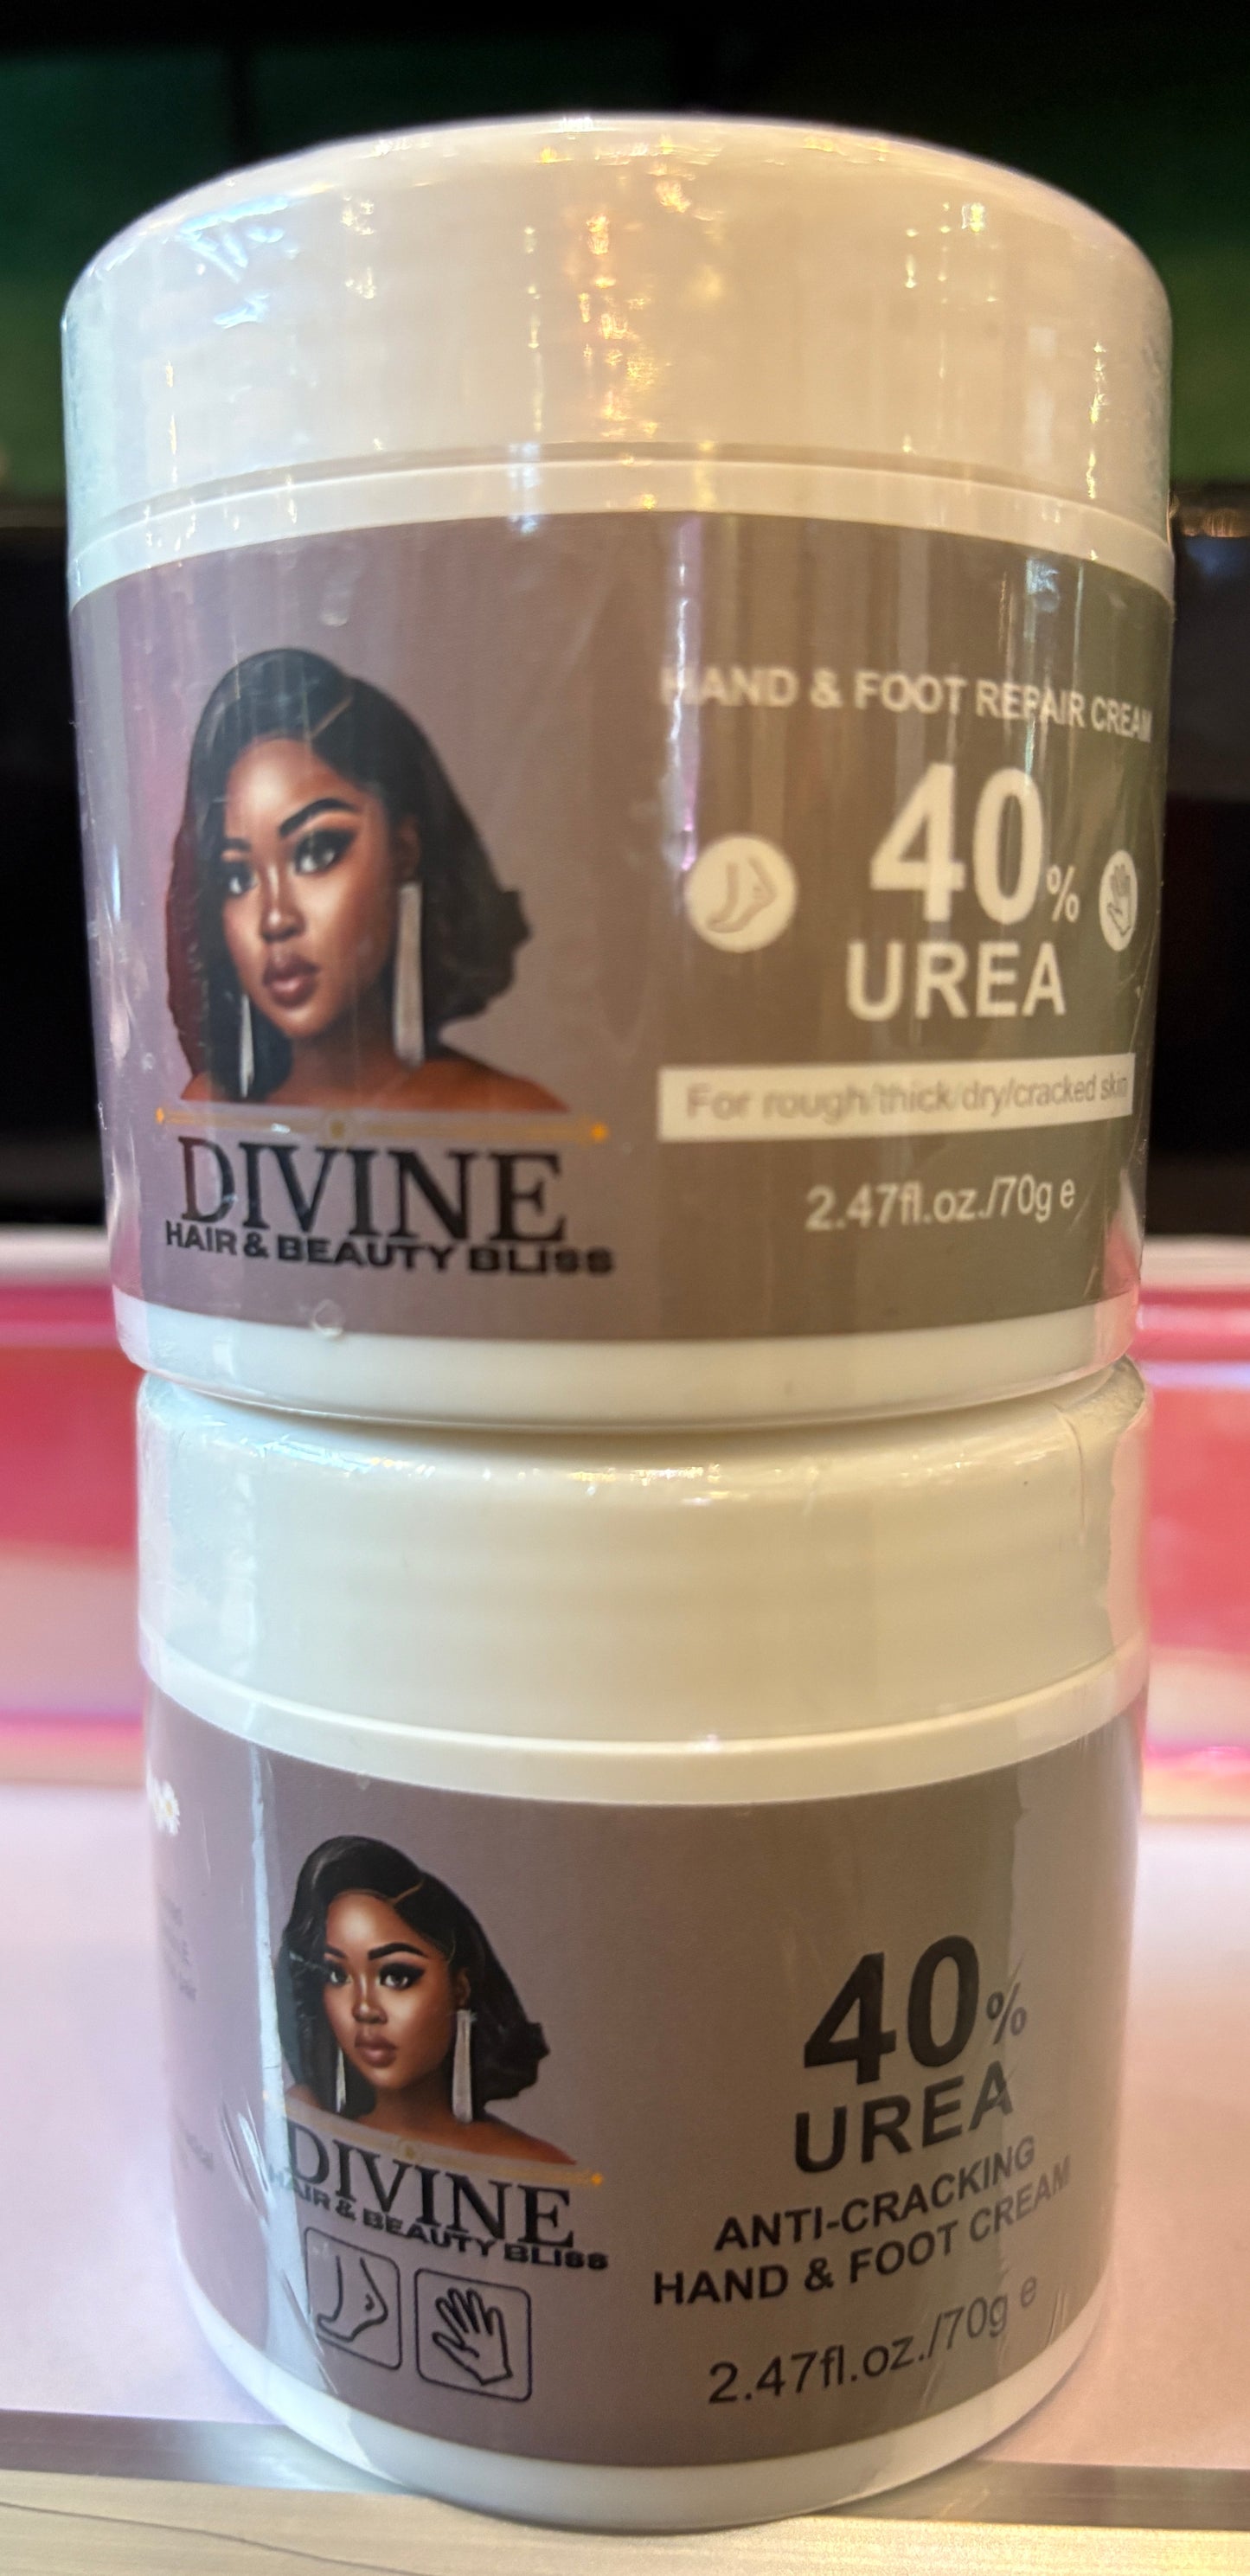 DIVINE
HAIR & BEAUTY BLISS
HAND & FOOT REPAIR CREAM
40%
UREA
For rough/thick/dry/cracked skin
2.47fl.oz./70g e
DIVINE
HAIR & BEAUTY BLISS
40%
UREA
ANTI-CRACKING
HAND & FOOT CREAM
2.47fl.oz./70g e